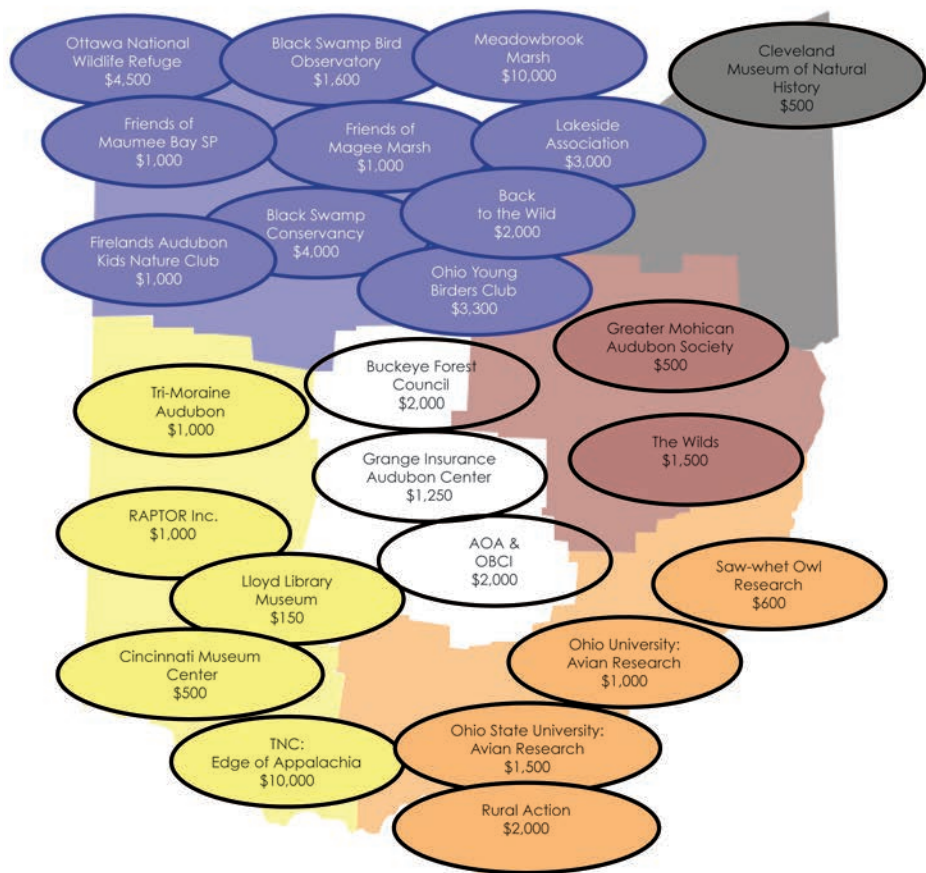 Ottawa National
Wildlife Refuge
$4,500
Black Swamp Bird
Observatory
$1,600
Meadowbrook
Marsh
$10,000
Cleveland
Museum of Natural
History
$500
Friends of
Maumee Bay SP
$1,000
Friends of
Magee Marsh
$1,000
Lakeside
Association
$3,000
Back
to the Wild
$2,000
Black Swamp
Conservancy
$4,000
Firelands Audubon
Kids Nature Club
$1,000
Ohio Young
Birders Club
$3,300
Greater Mohican
Audubon Society
$500
Buckeye Forest
Council
$2,000
Tri-Moraine
Audubon
$1,000
The Wilds
$1,500
Grange Insurance
Audubon Center
$1,250
RAPTOR Inc.
$1,000
AOA &
OBCI
$2,000
Lloyd Library
Museum
$150
Saw-whet Owl
Research
$600
Ohio University:
Avian Research
$1,000
Cincinnati Museum
Center
$500
Ohio State University:
Avian Research
$1,500
TNC:
Edge of Appalachia
$10,000
Rural Action
$2,000